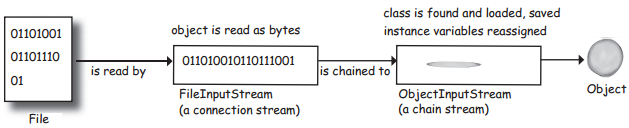 01101001
01101110
01
File
is read by
object is read as bytes
011010010110111001
FileInputStream
(a connection stream)
is chained to
class is found and loaded, saved
instance variables reassigned
ObjectInputStream
(a chain stream)
Object